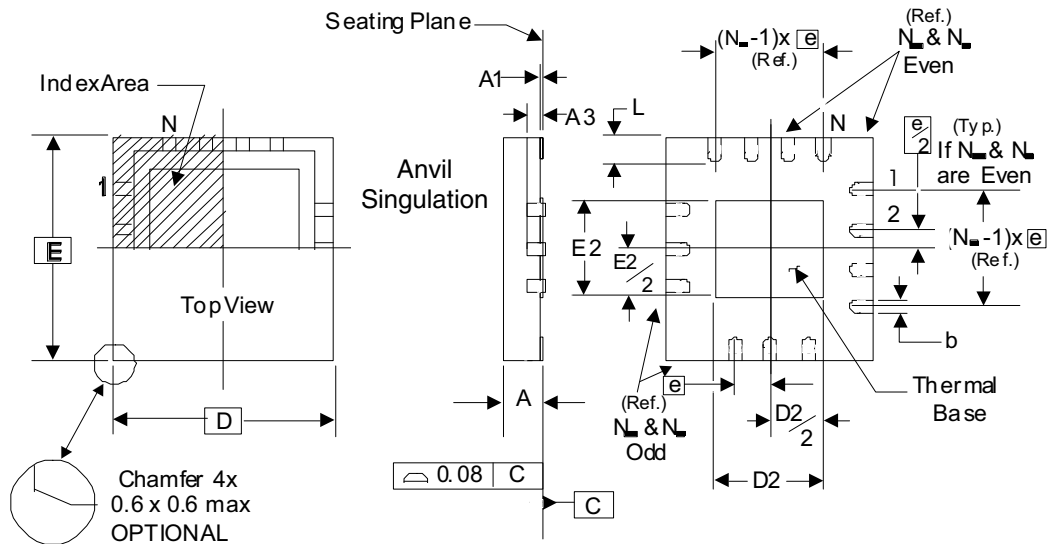 Seating Plane
(Ref.)
N & N
Even
(N -1)x e
(Ref.)
A1
IndexArea
A3
L
N
N
e/2
(Typ.)
If N & N
are Even
Anvil
Singulation
1
1
2
E
E2
E2/2
(N -1)x e
(Ref.)
TopView
b
e
Thermal
Base
A
D
(Ref.)
N & N
Odd
D2/2
D2
Chamfer 4x
0.6 x 0.6 max
OPTIONAL
0.08 C
C